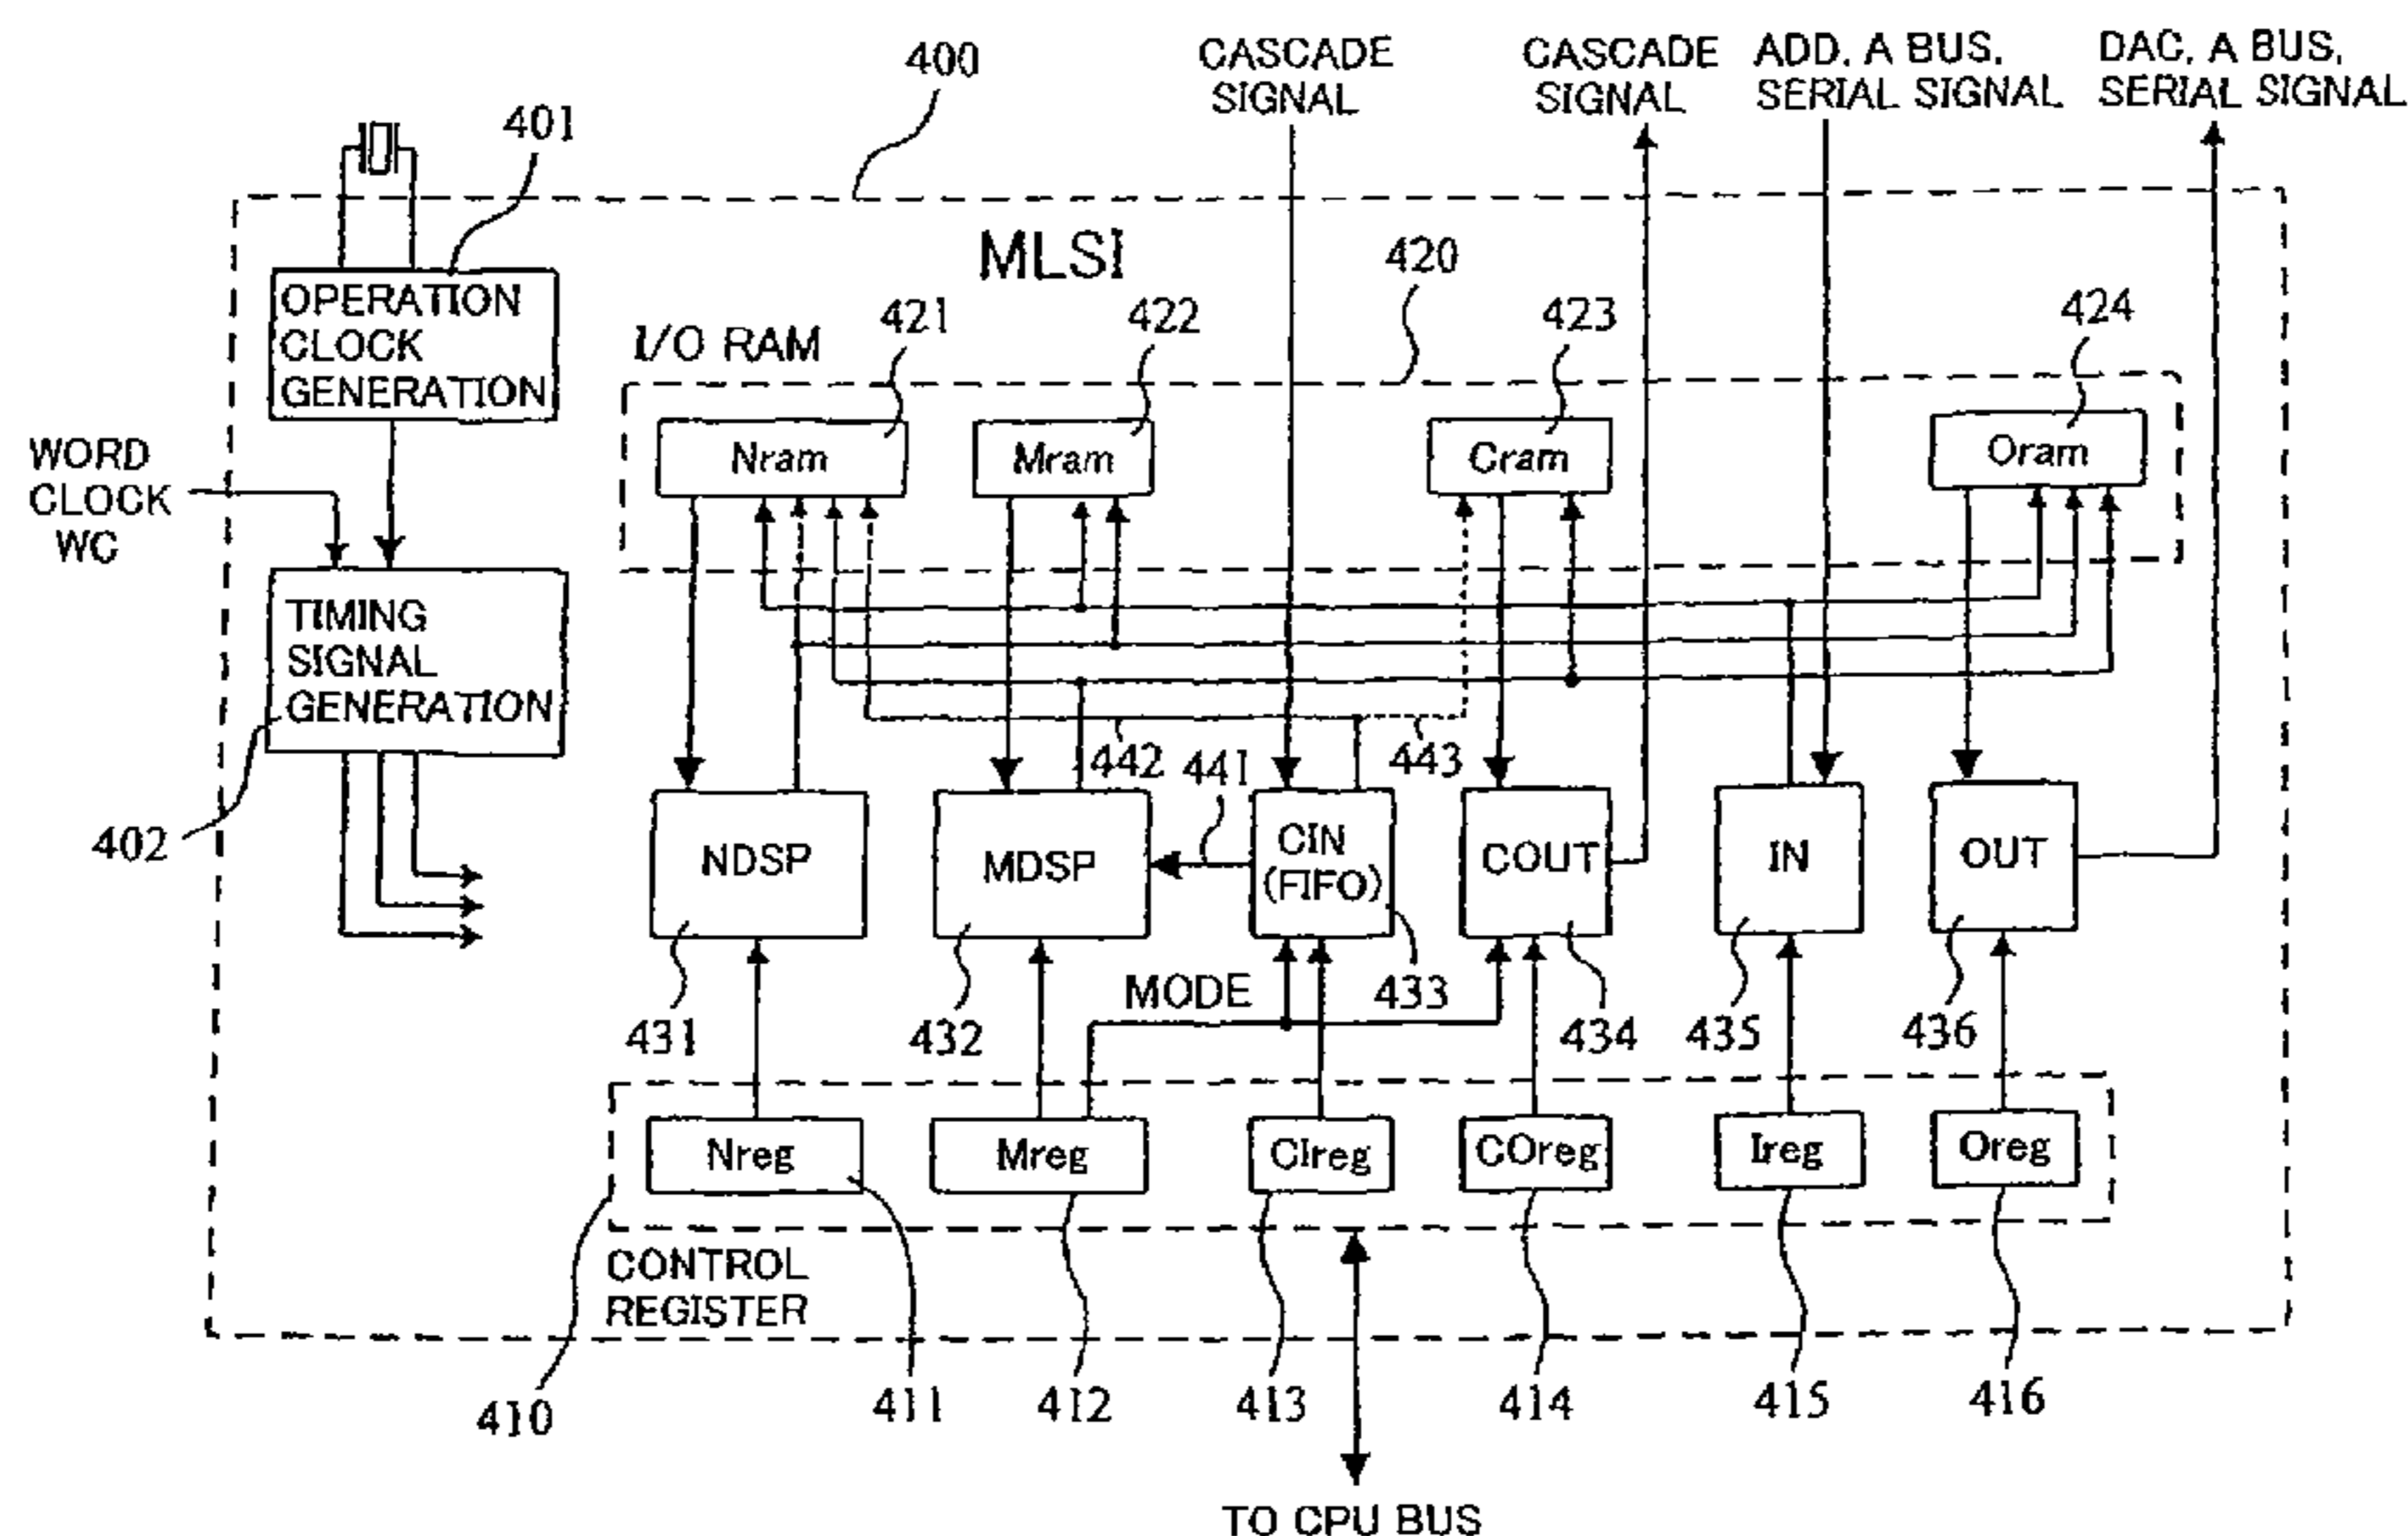 400
CASCADE
SIGNAL
CASCADE
SIGNAL
ADD, A BUS,
SERIAL SIGNAL
DAC, A BUS,
SERIAL SIGNAL
401
MLSI
420
OPERATION
CLOCK
GENERATION
I/O RAM
421
422
423
424
WORD
CLOCK
WC
Nram
Mram
Cram
Oram
TIMING
SIGNAL
GENERATION
442
441
443
402
NDSP
MDSP
CIN
(FIFO)
COUT
IN
OUT
MODE
431
432
433
434
435
436
Nreg
Mreg
CIreg
COreg
Ireg
Oreg
CONTROL
REGISTER
410
411
412
413
414
415
416
TO CPU BUS